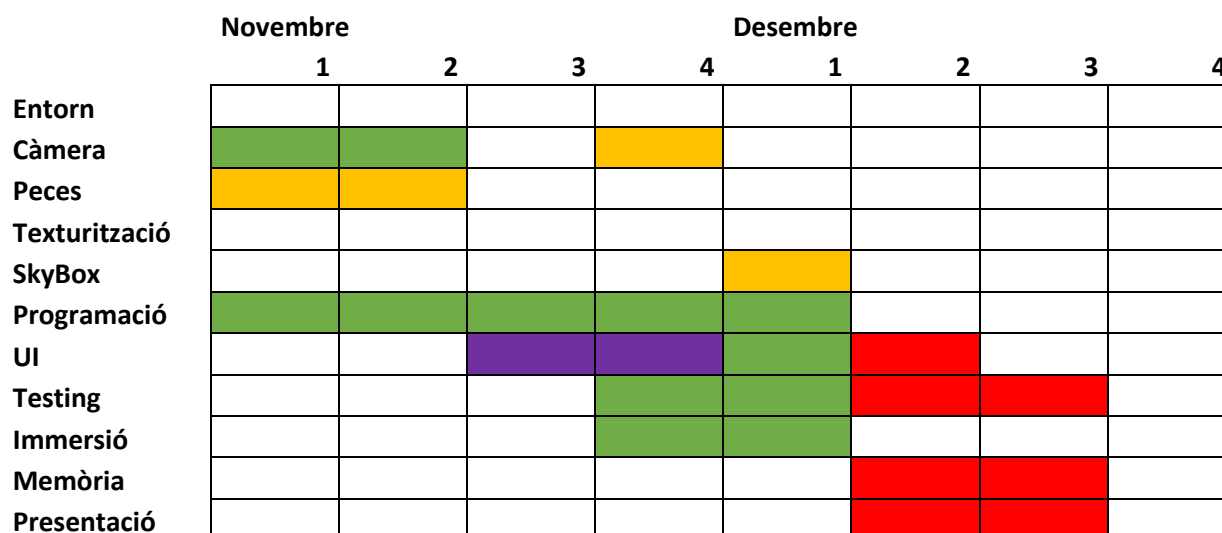 Novembre Desembre
1 2 3 4 1 2 3 4
Entorn
Càmera
Peces
Texturització
SkyBox
Programació
UI
Testing
Immersió
Memòria
Presentació